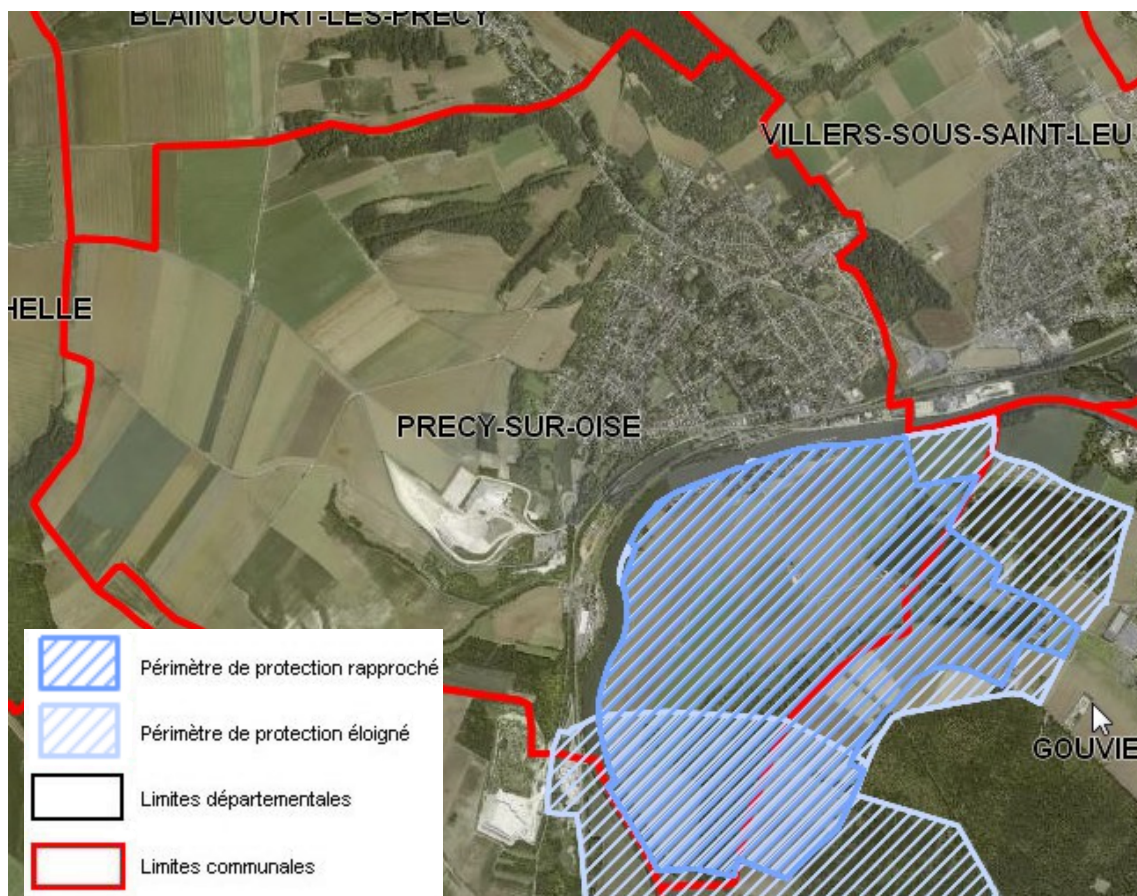 BLAINCOURT-LES-PRECY
VILLERS-SOUS-SAINT-LEU
HELLE
PRECY-SUR-OISE
GOUVIE
Périmètre de protection rapproché
Périmètre de protection éloigné
Limites départementales
Limites communales